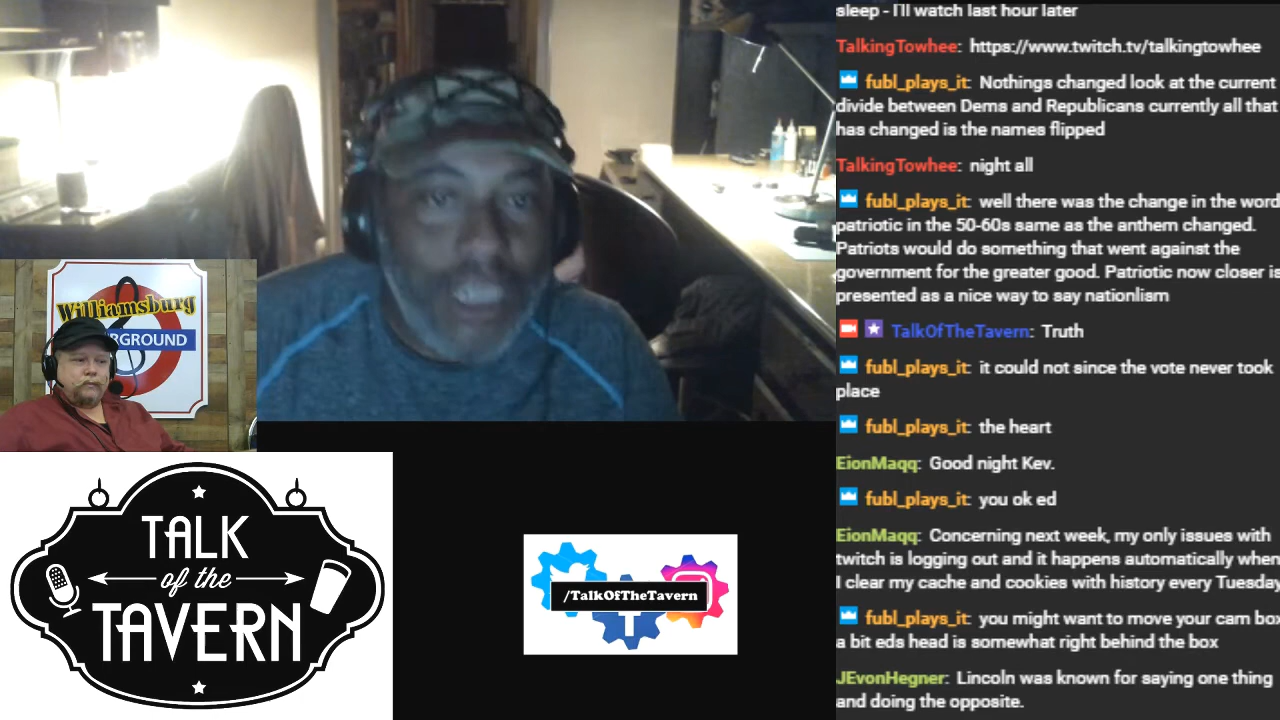 sleep - I'll watch last hour later
TalkingTowhee: https://www.twitch.tv/talkingtowhee
fubl_plays_it: Nothings changed look at the current
divide between Dems and Republicans currently all that
has changed is the names flipped
TalkingTowhee: night all
fubl_plays_it: well there was the change in the word
patriotic in the 50-60s same as the anthem changed.
Patriots would do something that went against the
government for the greater good. Patriotic now closer is
presented as a nice way to say nationlism
TalkOfTheTavern: Truth
fubl_plays_it: it could not since the vote never took
place
fubl_plays_it: the heart
EionMaqq: Good night Kev.
fubl_plays_it: you ok ed
EionMaqq: Concerning next week, my only issues with
twitch is logging out and it happens automatically when
I clear my cache and cookies with history every Tuesday
fubl_plays_it: you might want to move your cam box
a bit eds head is somewhat right behind the box
JEvonHegner: Lincoln was known for saying one thing
and doing the opposite.
Williamsburg
RGROUND
TALK
of the
TAVERN
/TalkOfTheTavern